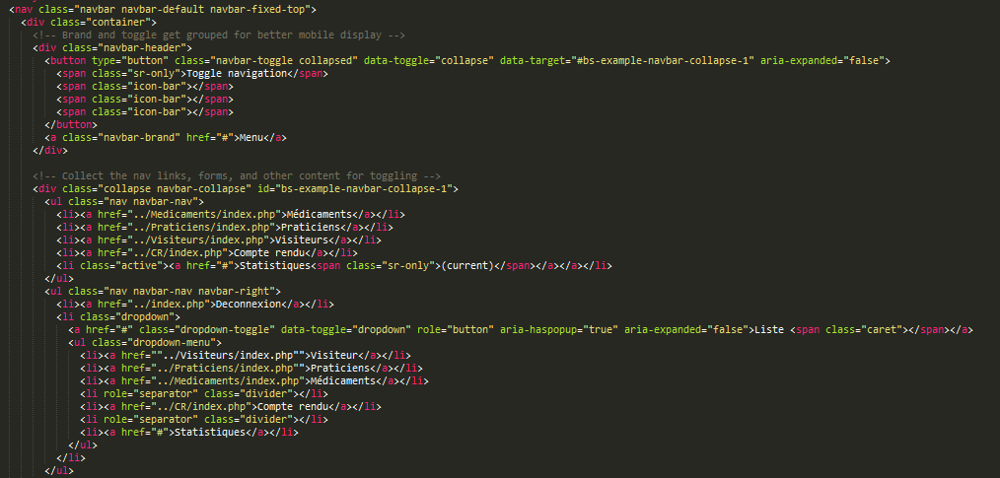 <nav class="navbar navbar-default navbar-fixed-top">
<div class="container">
<!-- Brand and toggle get grouped for better mobile display -->
<div class="navbar-header">
<button type="button" class="navbar-toggle collapsed" data-toggle="collapse" data-target="#bs-example-navbar-collapse-1" aria-expanded="false">
<span class="sr-only">Toggle navigation</span>
<span class="icon-bar"></span>
<span class="icon-bar"></span>
<span class="icon-bar"></span>
</button>
<a class="navbar-brand" href="#">Menu</a>
</div>
<!-- Collect the nav links, forms, and other content for toggling -->
<div class="collapse navbar-collapse" id="bs-example-navbar-collapse-1">
<ul class="nav navbar-nav">
<li><a href="../Medicaments/index.php">Médicaments</a></li>
<li><a href="../Praticiens/index.php">Praticiens</a></li>
<li><a href="../Visiteurs/index.php">Visiteurs</a></li>
<li><a href="../CR/index.php">Compte rendu</a></li>
<li class="active"><a href="#">Statistiques<span class="sr-only">(current)</span></a></a></li>
</ul>
<ul class="nav navbar-nav navbar-right">
<li><a href="../index.php">Deconnexion</a></li>
<li class="dropdown">
<a href="#" class="dropdown-toggle" data-toggle="dropdown" role="button" aria-haspopup="true" aria-expanded="false">Liste <span class="caret"></span></a>
<ul class="dropdown-menu">
<li><a href=""../Visiteurs/index.php"">Visiteur</a></li>
<li><a href="../Praticiens/index.php"">Praticiens</a></li>
<li><a href="../Medicaments/index.php">Médicaments</a></li>
<li role="separator" class="divider"></li>
<li><a href="../CR/index.php">Compte rendu</a></li>
<li role="separator" class="divider"></li>
<li><a href="#">Statistiques</a></li>
</ul>
</li>
</ul>